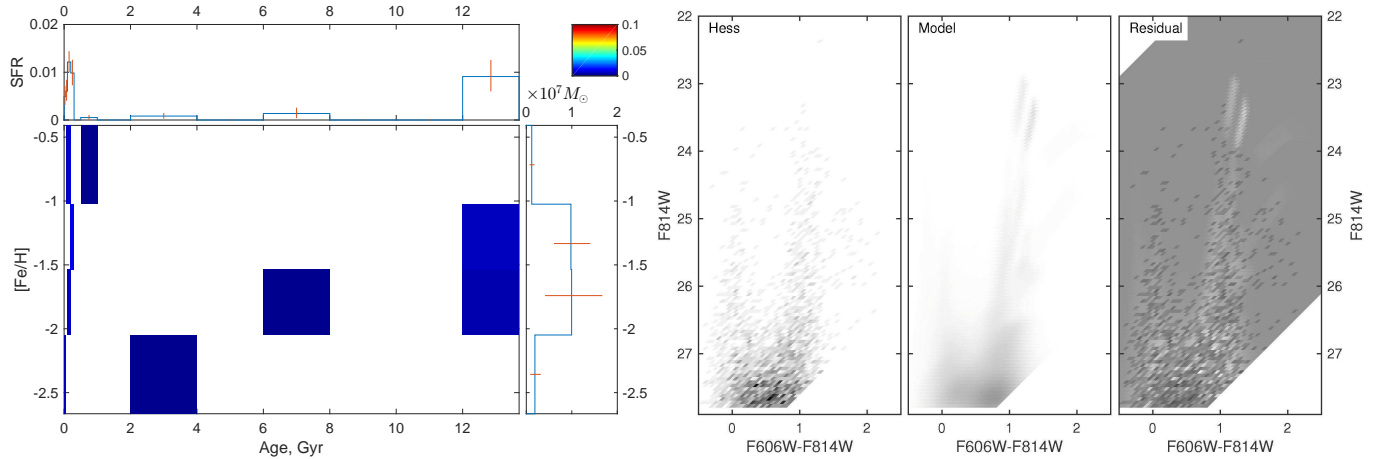 0.02
0.01
0
SFR
0 2 4 6 8 10 12
0.1
0.05
0
×10⁷M☉
0 1 2
-0.5
-1
-1.5
-2
-2.5
[Fe/H]
0 2 4 6 8 10 12
Age, Gyr
-0.5
-1
-1.5
-2
-2.5
Hess
Model
Residual
22
23
24
25
26
27
F814W
0 1 2
F606W-F814W
0 1 2
F606W-F814W
0 1 2
F606W-F814W
22
23
24
25
26
27
F814W